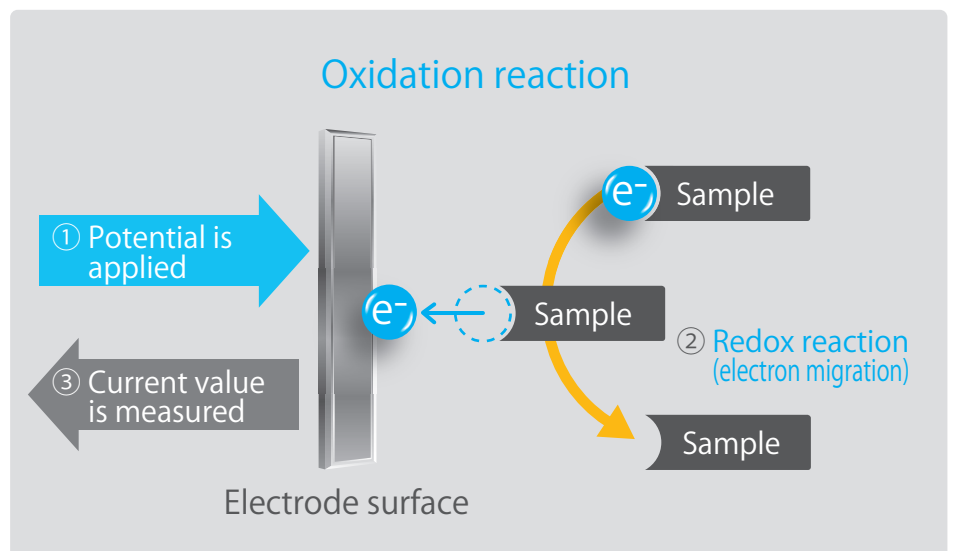 Oxidation reaction
e⁻ Sample
① Potential is
applied
e⁻
Sample
② Redox reaction
(electron migration)
③ Current value
is measured
Sample
Electrode surface